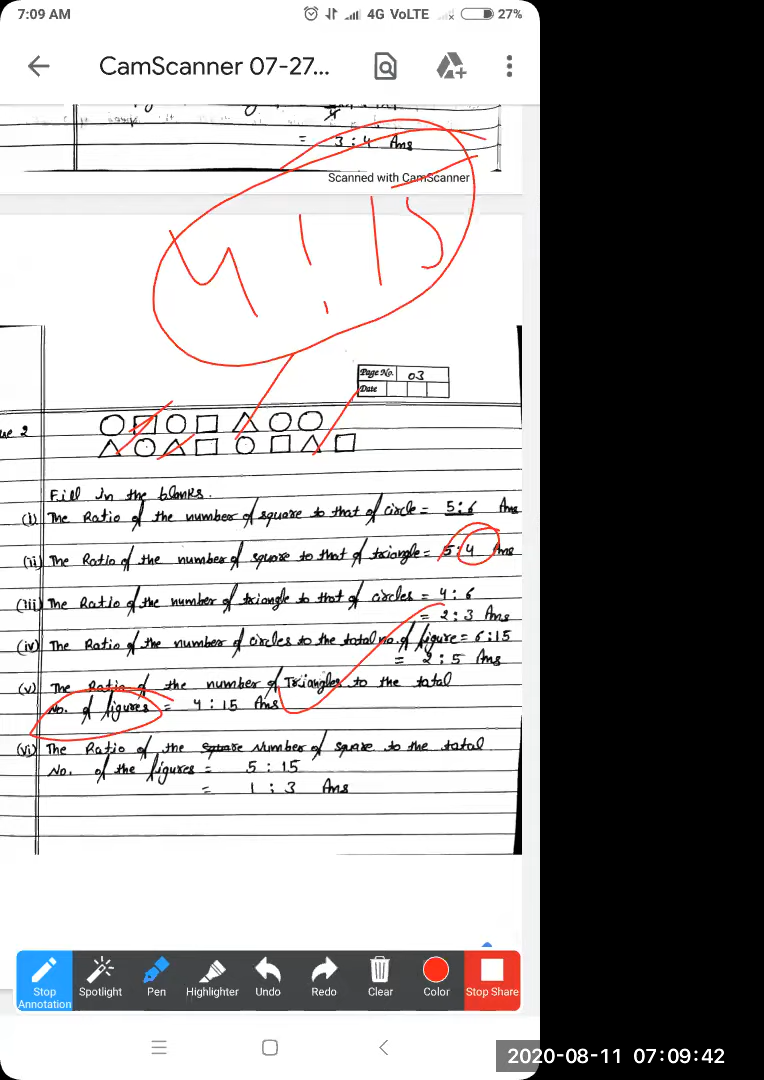 7:09 AM
4G VoLTE
27%
CamScanner 07-27...
= 3 : 4 Ans
Scanned with CamScanner
4 : 15
Page No. 03
Date
ue 2
Fill in the blanks.
(i) The Ratio of the number of square to that of circle = 5:6 Ans
(ii) The Ratio of the number of square to that of triangle = 5:4 Ans
(iii) The Ratio of the number of triangle to that of circles = 4 : 6
= 2 : 3 Ans
(iv) The Ratio of the number of circles to the total no. of figure = 6:15
= 2 : 5 Ans
(v) The Ratio of the number of Triangles to the total
No. of figures = 4 : 15 Ans
(vi) The Ratio of the square Number of square to the total
No. of the figures = 5 : 15
= 1 : 3 Ans
Stop Annotation
Spotlight
Pen
Highlighter
Undo
Redo
Clear
Color
Stop Share
2020-08-11 07:09:42